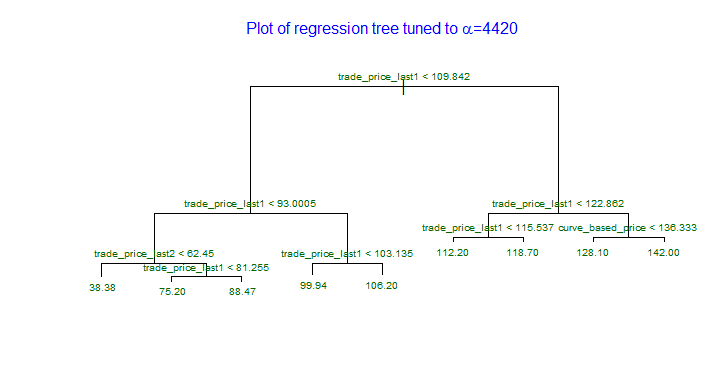 Plot of regression tree tuned to α=4420
trade_price_last1 < 109.842
trade_price_last1 < 93.0005
trade_price_last1 < 122.862
trade_price_last1 < 115.537
curve_based_price < 136.333
trade_price_last2 < 62.45
trade_price_last1 < 103.135
112.20
118.70
128.10
142.00
trade_price_last1 < 81.255
38.38
75.20
88.47
99.94
106.20